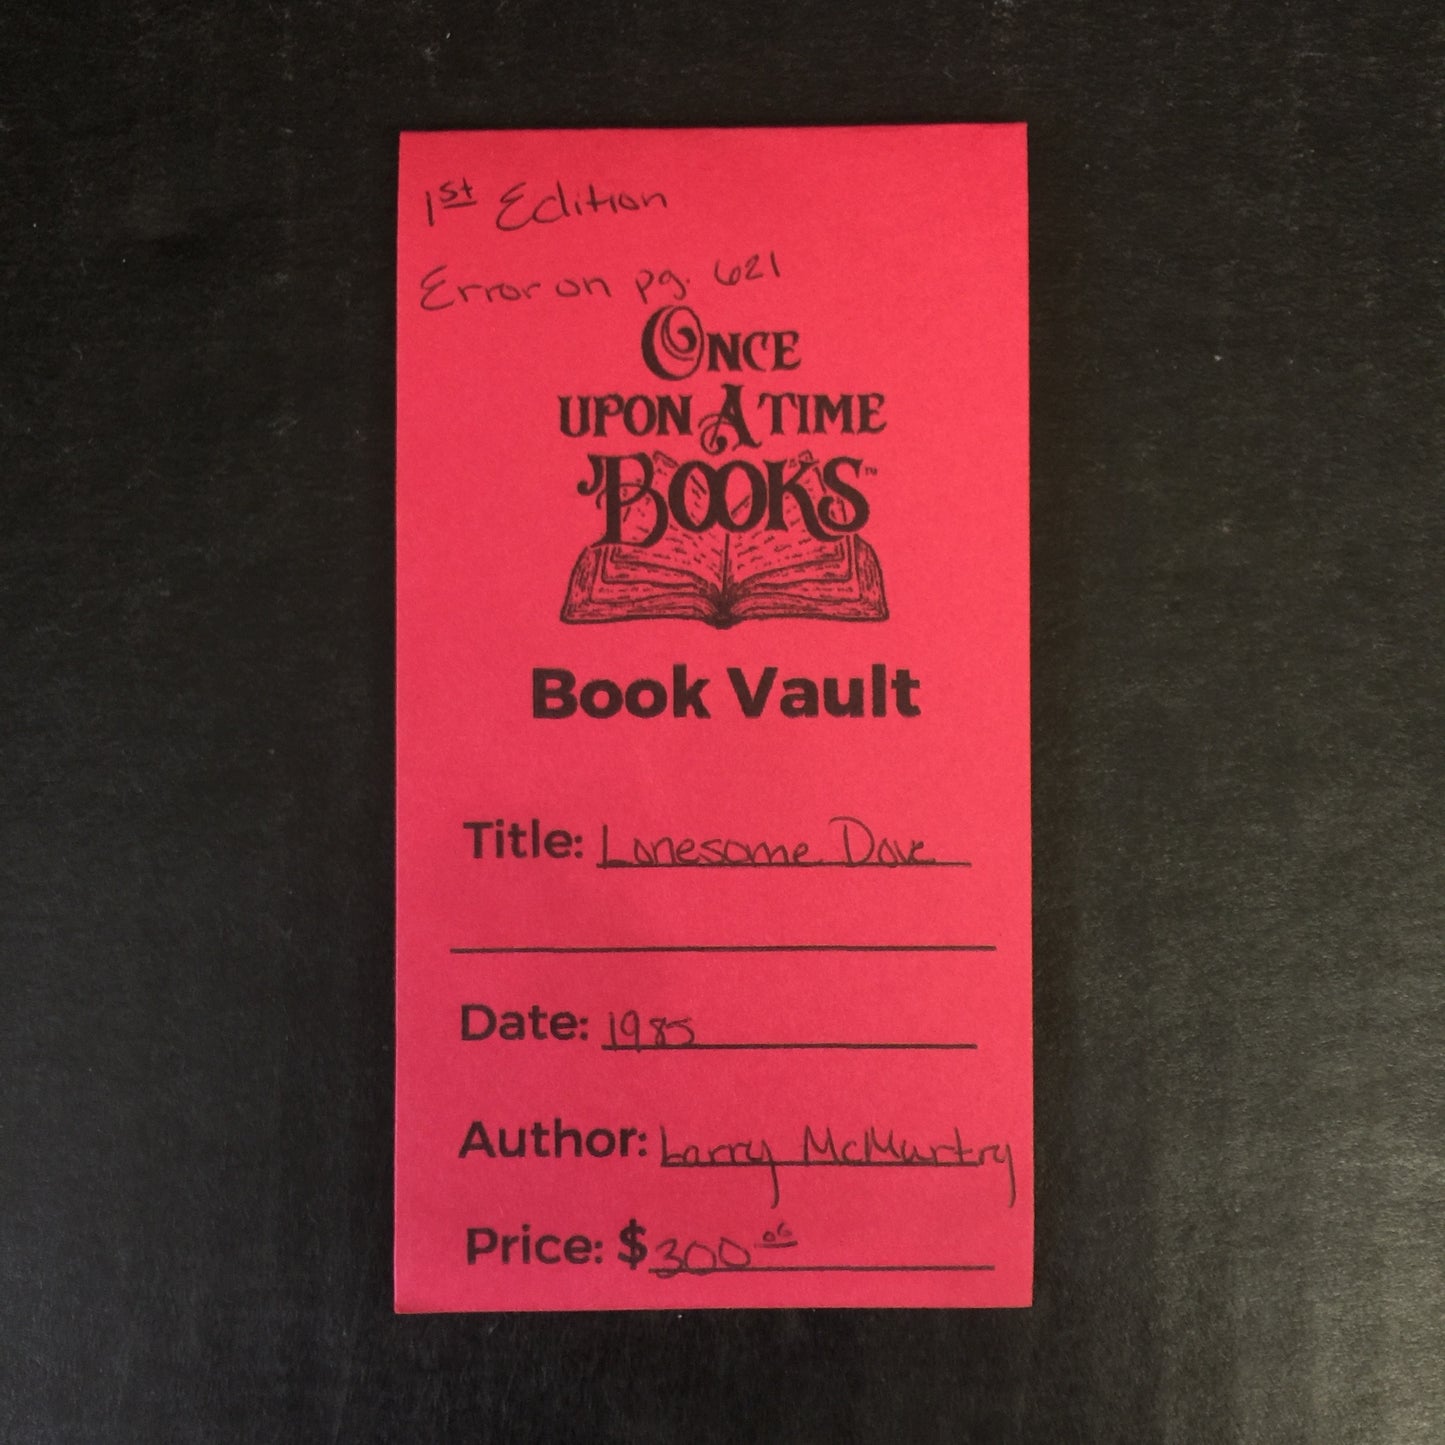 1st Edition
Error on pg. 621
ONCE
UPON A TIME
BOOKS™
Book Vault
Title: Lonesome Dove
Date: 1985
Author: Larry McMurtry
Price: $300 00